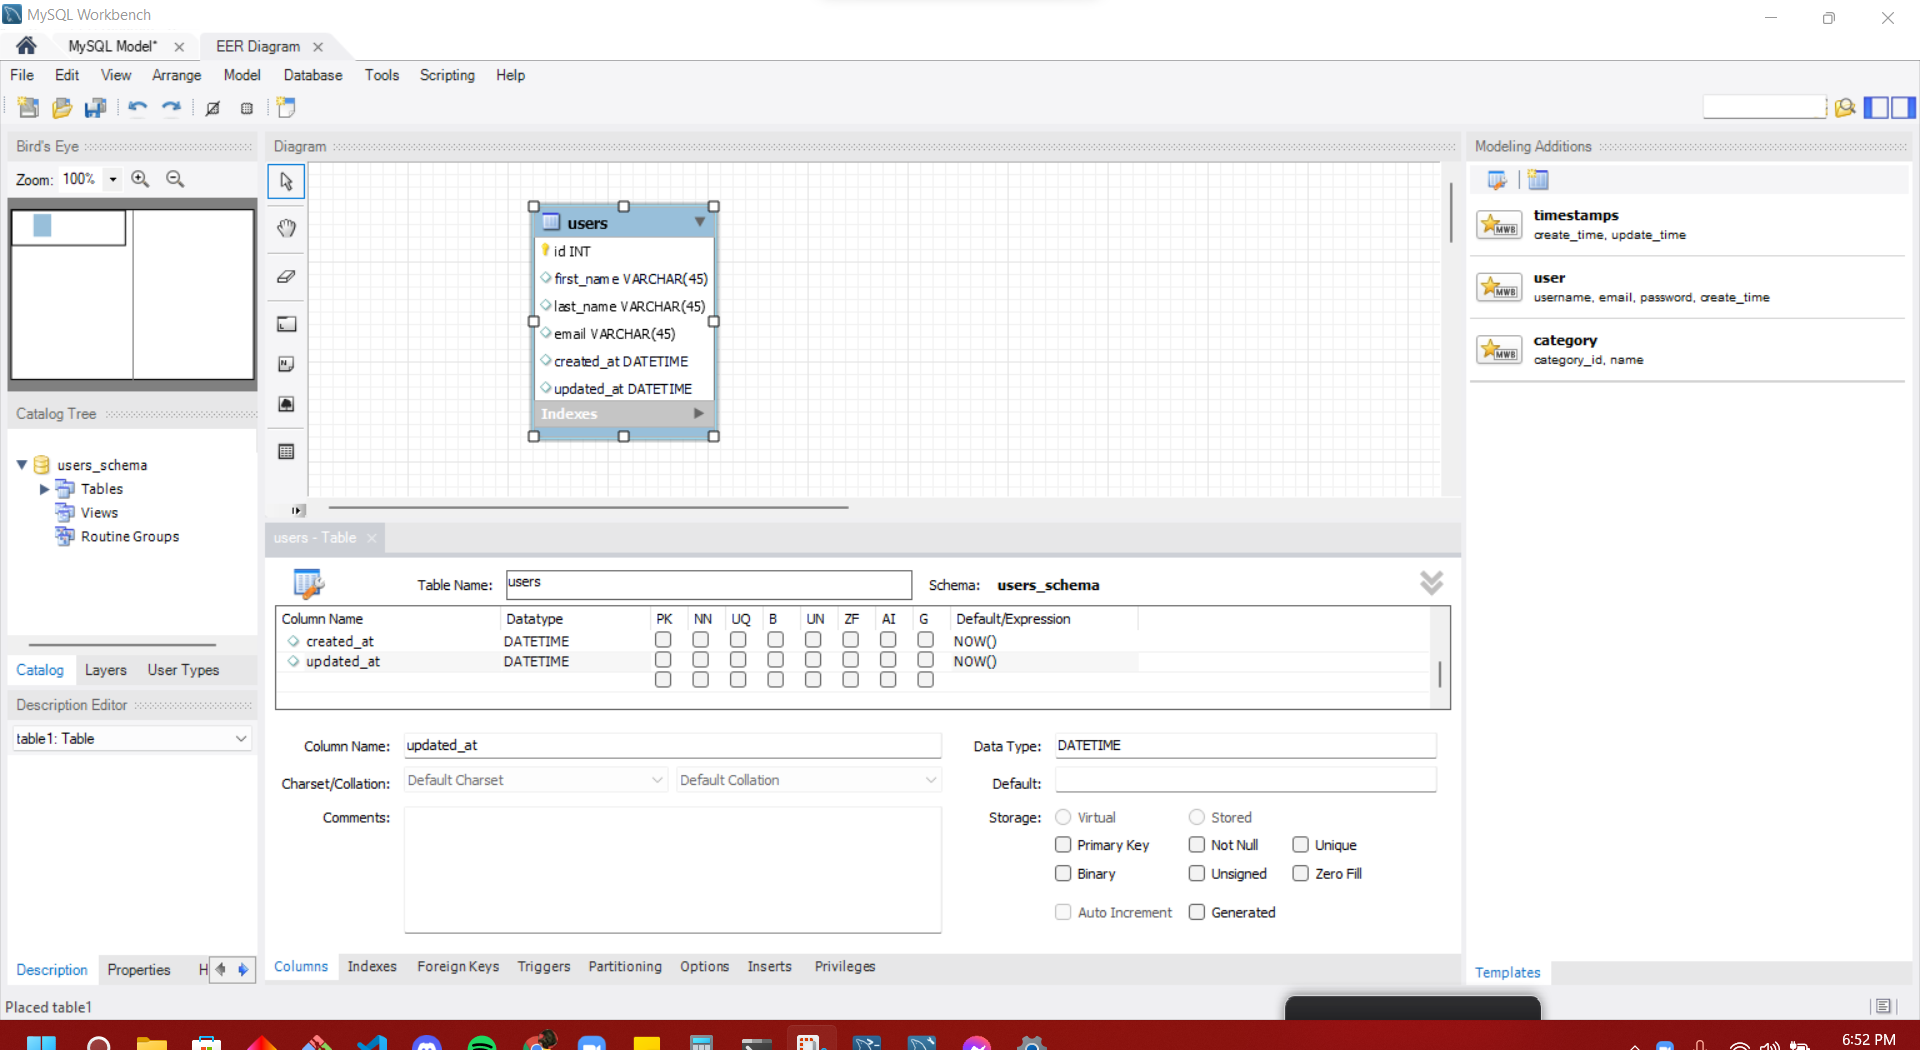 MySQL Workbench
MySQL Model*
EER Diagram
File Edit View Arrange Model Database Tools Scripting Help
Bird's Eye
Diagram
Modeling Additions
Zoom: 100%
timestamps
create_time, update_time
user
username, email, password, create_time
category
category_id, name
users
id INT
first_name VARCHAR(45)
last_name VARCHAR(45)
email VARCHAR(45)
created_at DATETIME
updated_at DATETIME
Indexes
Catalog Tree
users_schema
Tables
Views
Routine Groups
Catalog Layers User Types
Description Editor
table1: Table
Description Properties H
users - Table
Table Name: users Schema: users_schema
Column Name Datatype PK NN UQ B UN ZF AI G Default/Expression
created_at DATETIME NOW()
updated_at DATETIME NOW()
Column Name: updated_at Data Type: DATETIME
Charset/Collation: Default Charset Default Collation Default:
Comments: Storage: Virtual Stored
Primary Key Not Null Unique
Binary Unsigned Zero Fill
Auto Increment Generated
Columns Indexes Foreign Keys Triggers Partitioning Options Inserts Privileges
Templates
Placed table1
6:52 PM